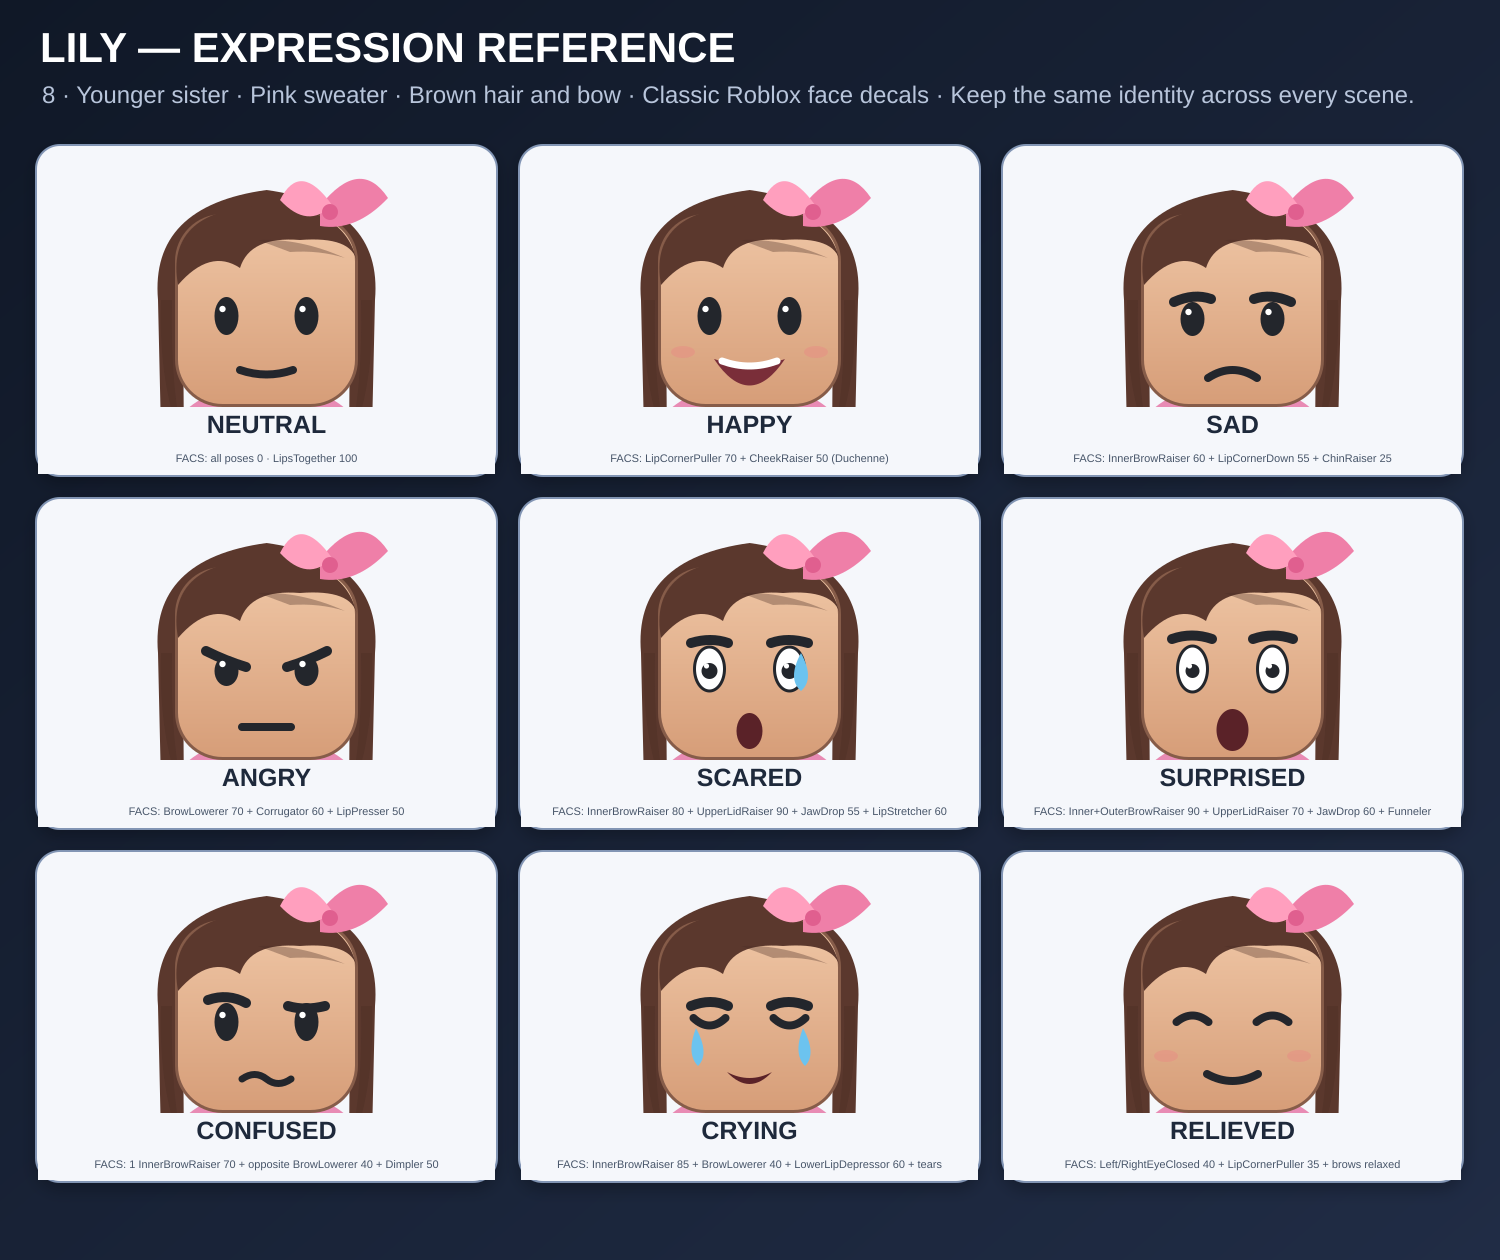 LILY — EXPRESSION REFERENCE
8 · Younger sister · Pink sweater · Brown hair and bow · Classic Roblox face decals · Keep the same identity across every scene.
NEUTRAL
FACS: all poses 0 · LipsTogether 100
HAPPY
FACS: LipCornerPuller 70 + CheekRaiser 50 (Duchenne)
SAD
FACS: InnerBrowRaiser 60 + LipCornerDown 55 + ChinRaiser 25
ANGRY
FACS: BrowLowerer 70 + Corrugator 60 + LipPresser 50
SCARED
FACS: InnerBrowRaiser 80 + UpperLidRaiser 90 + JawDrop 55 + LipStretcher 60
SURPRISED
FACS: Inner+OuterBrowRaiser 90 + UpperLidRaiser 70 + JawDrop 60 + Funneler
CONFUSED
FACS: 1 InnerBrowRaiser 70 + opposite BrowLowerer 40 + Dimpler 50
CRYING
FACS: InnerBrowRaiser 85 + BrowLowerer 40 + LowerLipDepressor 60 + tears
RELIEVED
FACS: Left/RightEyeClosed 40 + LipCornerPuller 35 + brows relaxed